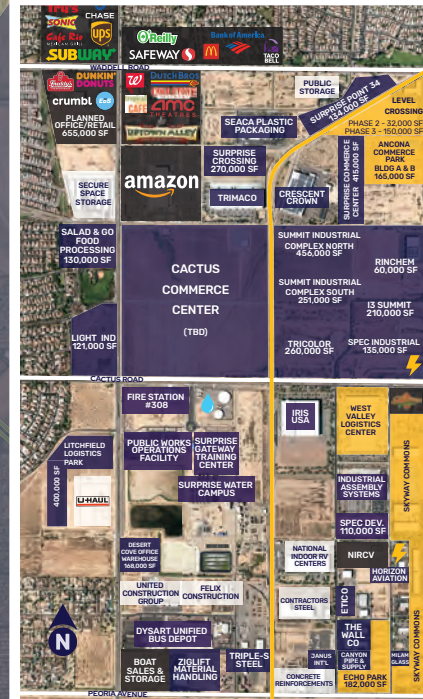 Fry's
SONIC
CHASE
ups
Cafe Rio
MEXICAN GRILL
SUBWAY
O'Reilly
Bank of America
SAFEWAY
TACO
BELL
WADDELL ROAD
Freddy's
DUNKIN'
DONUTS
crumbl
EoS
PLANNED
OFFICE/RETAIL
655,000 SF
Dutch Bros
CAFE
amc
THEATRES
UPTOWN ALLEY
PUBLIC
STORAGE
SURPRISE POINT 34
134,000 SF
SEACA PLASTIC
PACKAGING
LEVEL
CROSSING
PHASE 2 - 32,000 SF
PHASE 3 - 150,000 SF
ANCONA
COMMERCE
PARK
BLDG A & B
165,000 SF
SURPRISE COMMERCE
CENTER 415,000 SF
SURPRISE
CROSSING
270,000 SF
SECURE
SPACE
STORAGE
amazon
TRIMACO
CRESCENT
CROWN
SALAD & GO
FOOD
PROCESSING
130,000 SF
CACTUS
COMMERCE
CENTER
(TBD)
SUMMIT INDUSTRIAL
COMPLEX NORTH
456,000 SF
RINCHEM
60,000 SF
SUMMIT INDUSTRIAL
COMPLEX SOUTH
251,000 SF
I3 SUMMIT
210,000 SF
LIGHT IND
121,000 SF
TRICOLOR
260,000 SF
SPEC INDUSTRIAL
135,000 SF
CACTUS ROAD
FIRE STATION
#308
IRIS
USA
WEST
VALLEY
LOGISTICS
CENTER
LITCHFIELD
LOGISTICS
PARK
400,000 SF
PUBLIC WORKS
OPERATIONS
FACILITY
SURPRISE
GATEWAY
TRAINING
CENTER
SKYWAY COMMONS
SURPRISE WATER
CAMPUS
INDUSTRIAL
ASSEMBLY
SYSTEMS
U-HAUL
SPEC DEV.
110,000 SF
DESERT
COVE OFFICE
WAREHOUSE
168,000 SF
NATIONAL
INDOOR RV
CENTERS
NIRCV
HORIZON
AVIATION
UNITED
CONSTRUCTION
GROUP
FELIX
CONSTRUCTION
CONTRACTORS
STEEL
ETICO
N
DYSART UNIFIED
BUS DEPOT
THE
WALL
CO
SKYWAY COMMONS
BOAT
SALES &
STORAGE
ZIGLIFT
MATERIAL
HANDLING
TRIPLE-S
STEEL
JANUS
INT'L
CANYON
PIPE &
SUPPLY
MILAM
GLASS
CONCRETE
REINFORCEMENTS
ECHO PARK
182,000 SF
PEORIA AVENUE